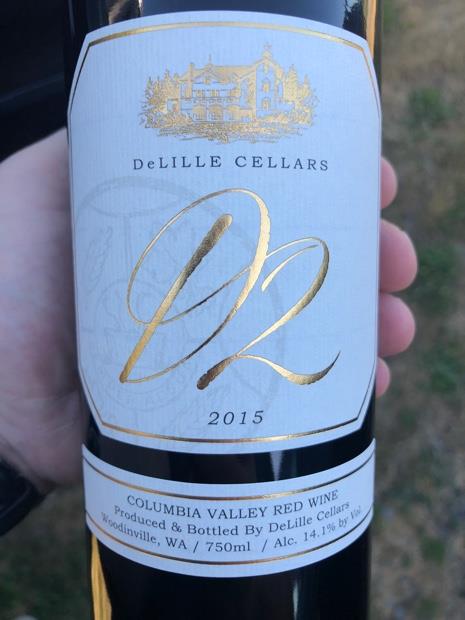 DeLILLE CELLARS
D2
2015
COLUMBIA VALLEY RED WINE
Produced & Bottled By DeLille Cellars
Woodinville, WA / 750ml / Alc. 14.1% by Vol.